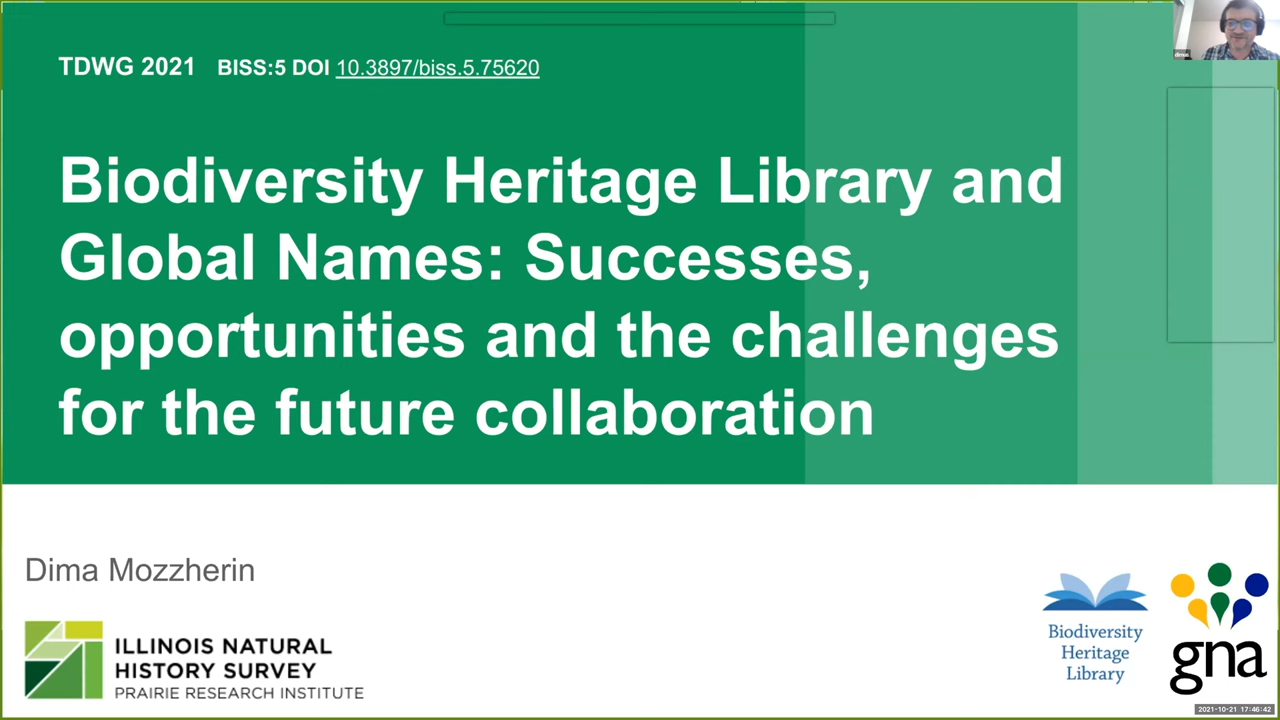 TDWG 2021 BISS:5 DOI 10.3897/biss.5.75620
Biodiversity Heritage Library and
Global Names: Successes,
opportunities and the challenges
for the future collaboration
Dima Mozzherin
ILLINOIS NATURAL
HISTORY SURVEY
PRAIRIE RESEARCH INSTITUTE
Biodiversity
Heritage
Library
gna
dimus
2021-10-21 17:46:42